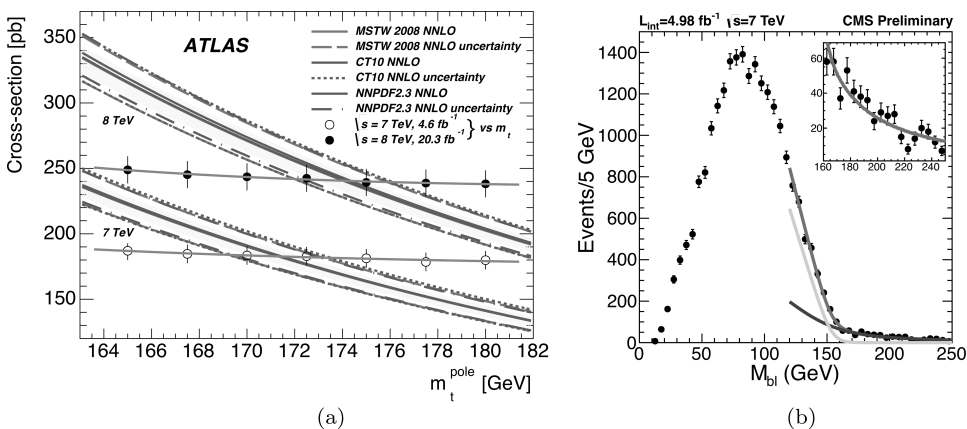 Cross-section [pb]
400
350
300
250
200
150
ATLAS
MSTW 2008 NNLO
MSTW 2008 NNLO uncertainty
CT10 NNLO
CT10 NNLO uncertainty
NNPDF2.3 NNLO
NNPDF2.3 NNLO uncertainty
√s = 7 TeV, 4.6 fb⁻¹
√s = 8 TeV, 20.3 fb⁻¹ } vs mₜ
8 TeV
7 TeV
164 166 168 170 172 174 176 178 180 182
mₜ^pole [GeV]
(a)
L_int=4.98 fb⁻¹ √s=7 TeV CMS Preliminary
Events/5 GeV
1400
1200
1000
800
600
400
200
0
60
40
20
160 180 200 220 240
0 50 100 150 200 250
M_bl (GeV)
(b)